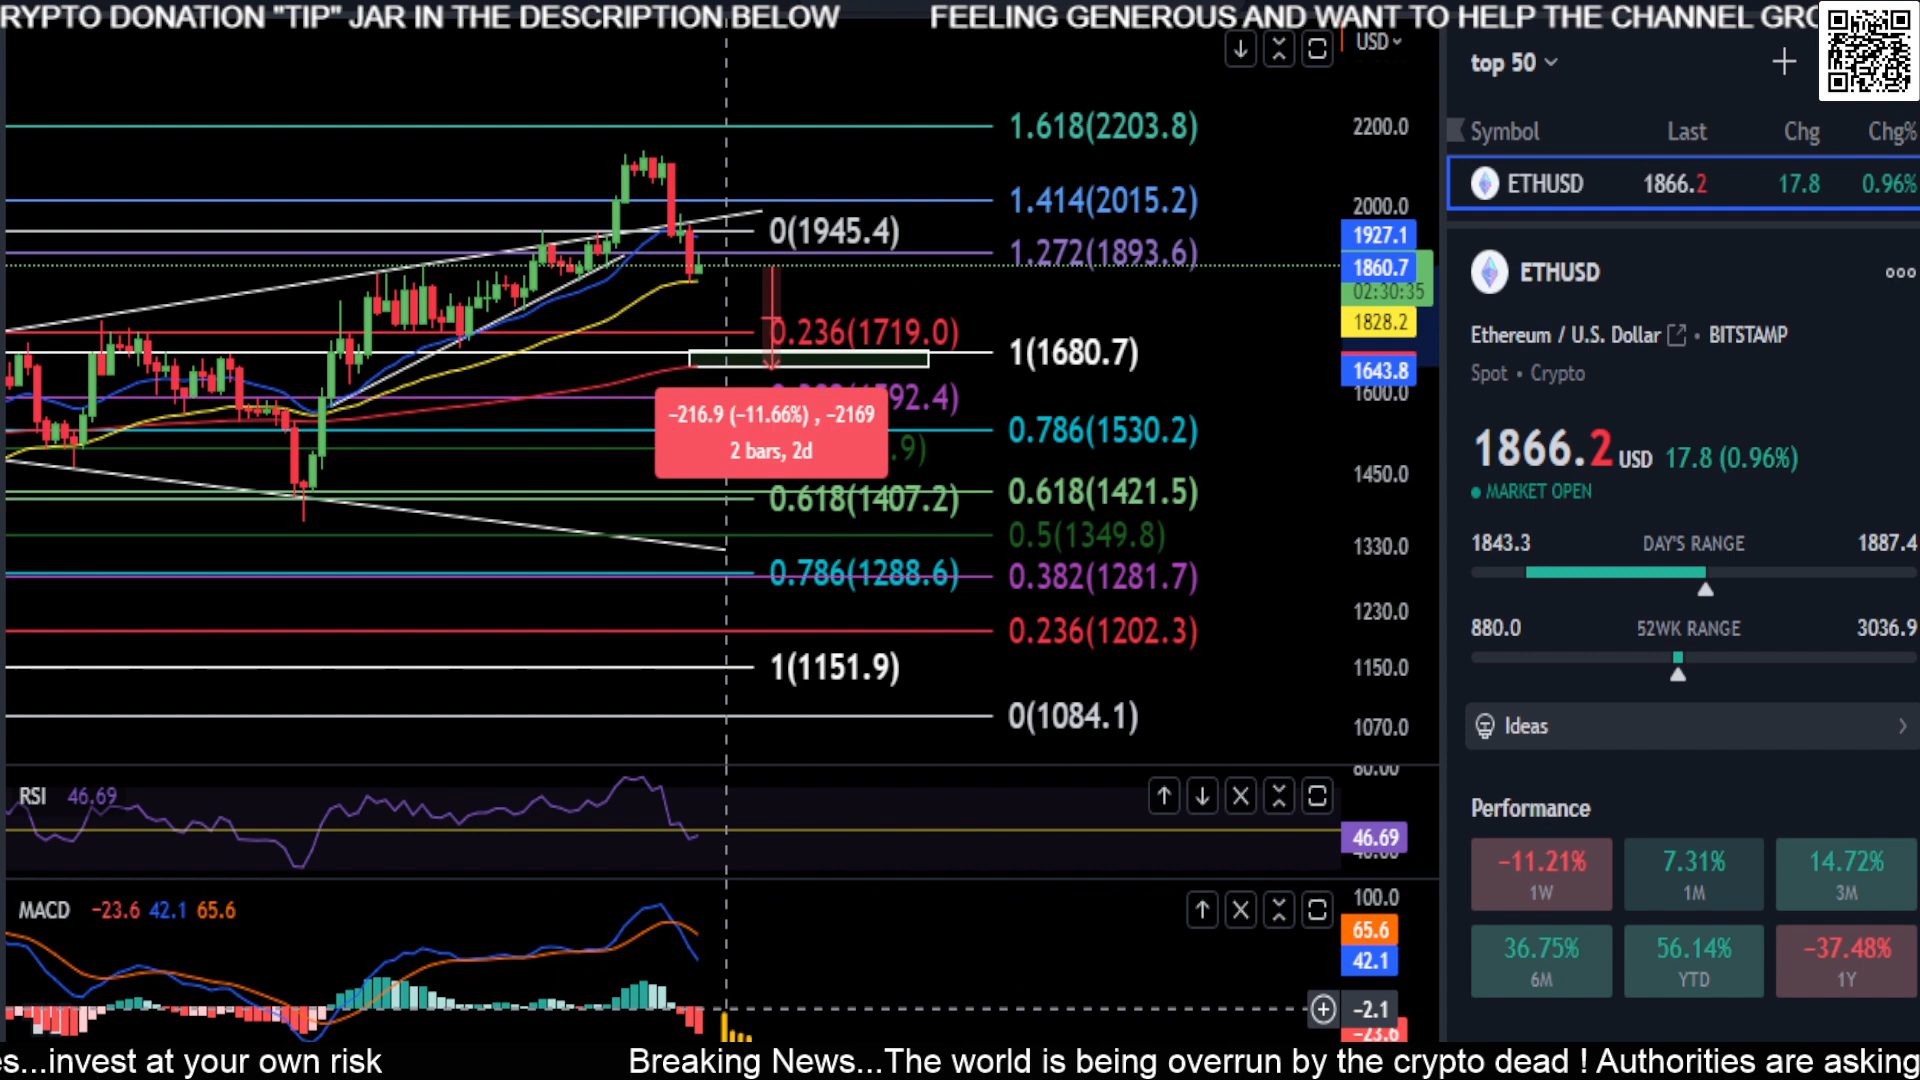 RYPTO DONATION "TIP" JAR IN THE DESCRIPTION BELOW FEELING GENEROUS AND WANT TO HELP THE CHANNEL GRO
USD
1.618(2203.8)
1.414(2015.2)
0(1945.4)
1.272(1893.6)
0.236(1719.0)
1(1680.7)
92.4)
0.786(1530.2)
.9)
0.618(1407.2)
0.618(1421.5)
0.5(1349.8)
0.786(1288.6)
0.382(1281.7)
0.236(1202.3)
1(1151.9)
0(1084.1)
-216.9 (-11.66%) , -2169
2 bars, 2d
2200.0
2000.0
1927.1
1860.7
02:30:35
1828.2
1643.8
1600.0
1450.0
1330.0
1230.0
1150.0
1070.0
RSI 46.69
80.00
46.69
MACD -23.6 42.1 65.6
100.0
65.6
42.1
-2.1
-23.6
top 50
Symbol Last Chg Chg%
ETHUSD 1866.2 17.8 0.96%
ETHUSD
Ethereum / U.S. Dollar • BITSTAMP
Spot • Crypto
1866.2 USD 17.8 (0.96%)
MARKET OPEN
1843.3 DAY'S RANGE 1887.4
880.0 52WK RANGE 3036.9
Ideas
Performance
-11.21% 7.31% 14.72%
1W 1M 3M
36.75% 56.14% -37.48%
6M YTD 1Y
es...invest at your own risk Breaking News...The world is being overrun by the crypto dead ! Authorities are asking